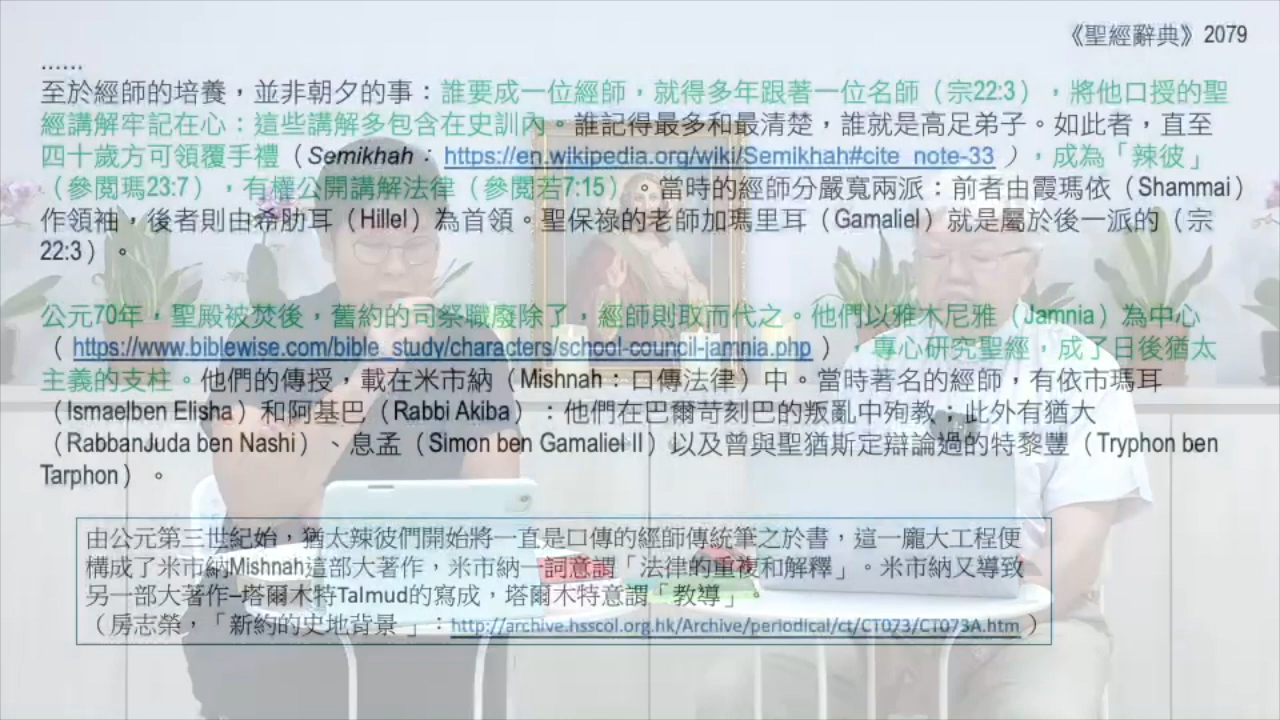 《聖經辭典》2079
……
至於經師的培養，並非朝夕的事：誰要成一位經師，就得多年跟著一位名師（宗22:3），將他口授的聖
經講解牢記在心：這些講解多包含在史訓內。誰記得最多和最清楚，誰就是高足弟子。如此者，直至
四十歲方可領覆手禮（Semikhah：https://en.wikipedia.org/wiki/Semikhah#cite_note-33），成為「辣彼」
（參閱瑪23:7），有權公開講解法律（參閱若7:15）。當時的經師分嚴寬兩派：前者由霞瑪依（Shammai）
作領袖，後者則由希肋耳（Hillel）為首領。聖保祿的老師加瑪里耳（Gamaliel）就是屬於後一派的（宗
22:3）。
公元70年，聖殿被焚後，舊約的司祭職廢除了，經師則取而代之。他們以雅木尼雅（Jamnia）為中心
（https://www.biblewise.com/bible_study/characters/school-council-jamnia.php），專心研究聖經，成了日後猶太
主義的支柱。他們的傳授，載在米市納（Mishnah：口傳法律）中。當時著名的經師，有依市瑪耳
（Ismaelben Elisha）和阿基巴（Rabbi Akiba）：他們在巴爾苛刻巴的叛亂中殉教；此外有猶大
（RabbanJuda ben Nashi）、息孟（Simon ben Gamaliel II）以及曾與聖猶斯定辯論過的特黎豐（Tryphon ben
Tarphon）。
由公元第三世紀始，猶太辣彼們開始將一直是口傳的經師傳統筆之於書，這一龐大工程便
構成了米市納Mishnah這部大著作，米市納一詞意謂「法律的重複和解釋」。米市納又導致
另一部大著作–塔爾木特Talmud的寫成，塔爾木特意謂「教導」。
（房志榮，「新約的史地背景 」：http://archive.hsscol.org.hk/Archive/periodical/ct/CT073/CT073A.htm）